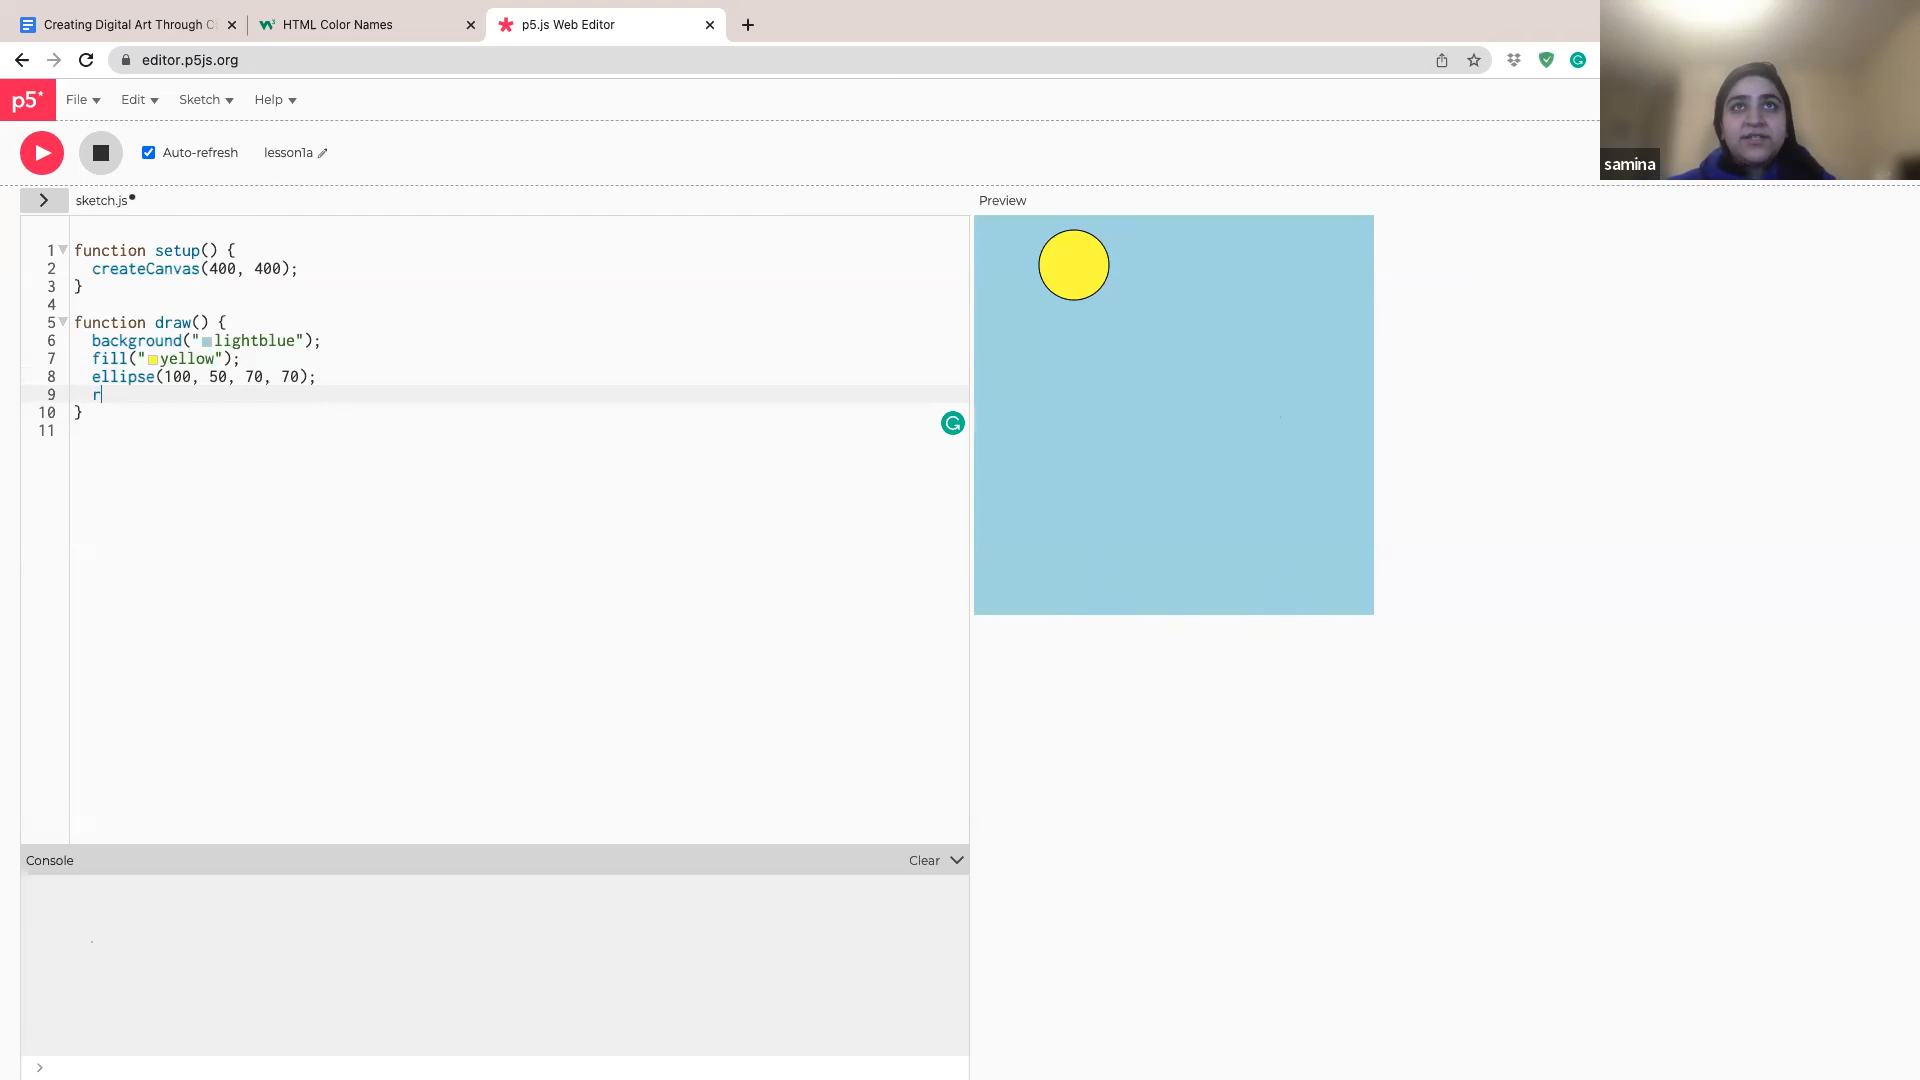 Creating Digital Art Through C
HTML Color Names
p5.js Web Editor
editor.p5js.org
p5*
File
Edit
Sketch
Help
Auto-refresh
lesson1a
samina
sketch.js
Preview
1 function setup() {
2 createCanvas(400, 400);
3 }
4
5 function draw() {
6 background("lightblue");
7 fill("yellow");
8 ellipse(100, 50, 70, 70);
9 r
10 }
11
Console
Clear
>